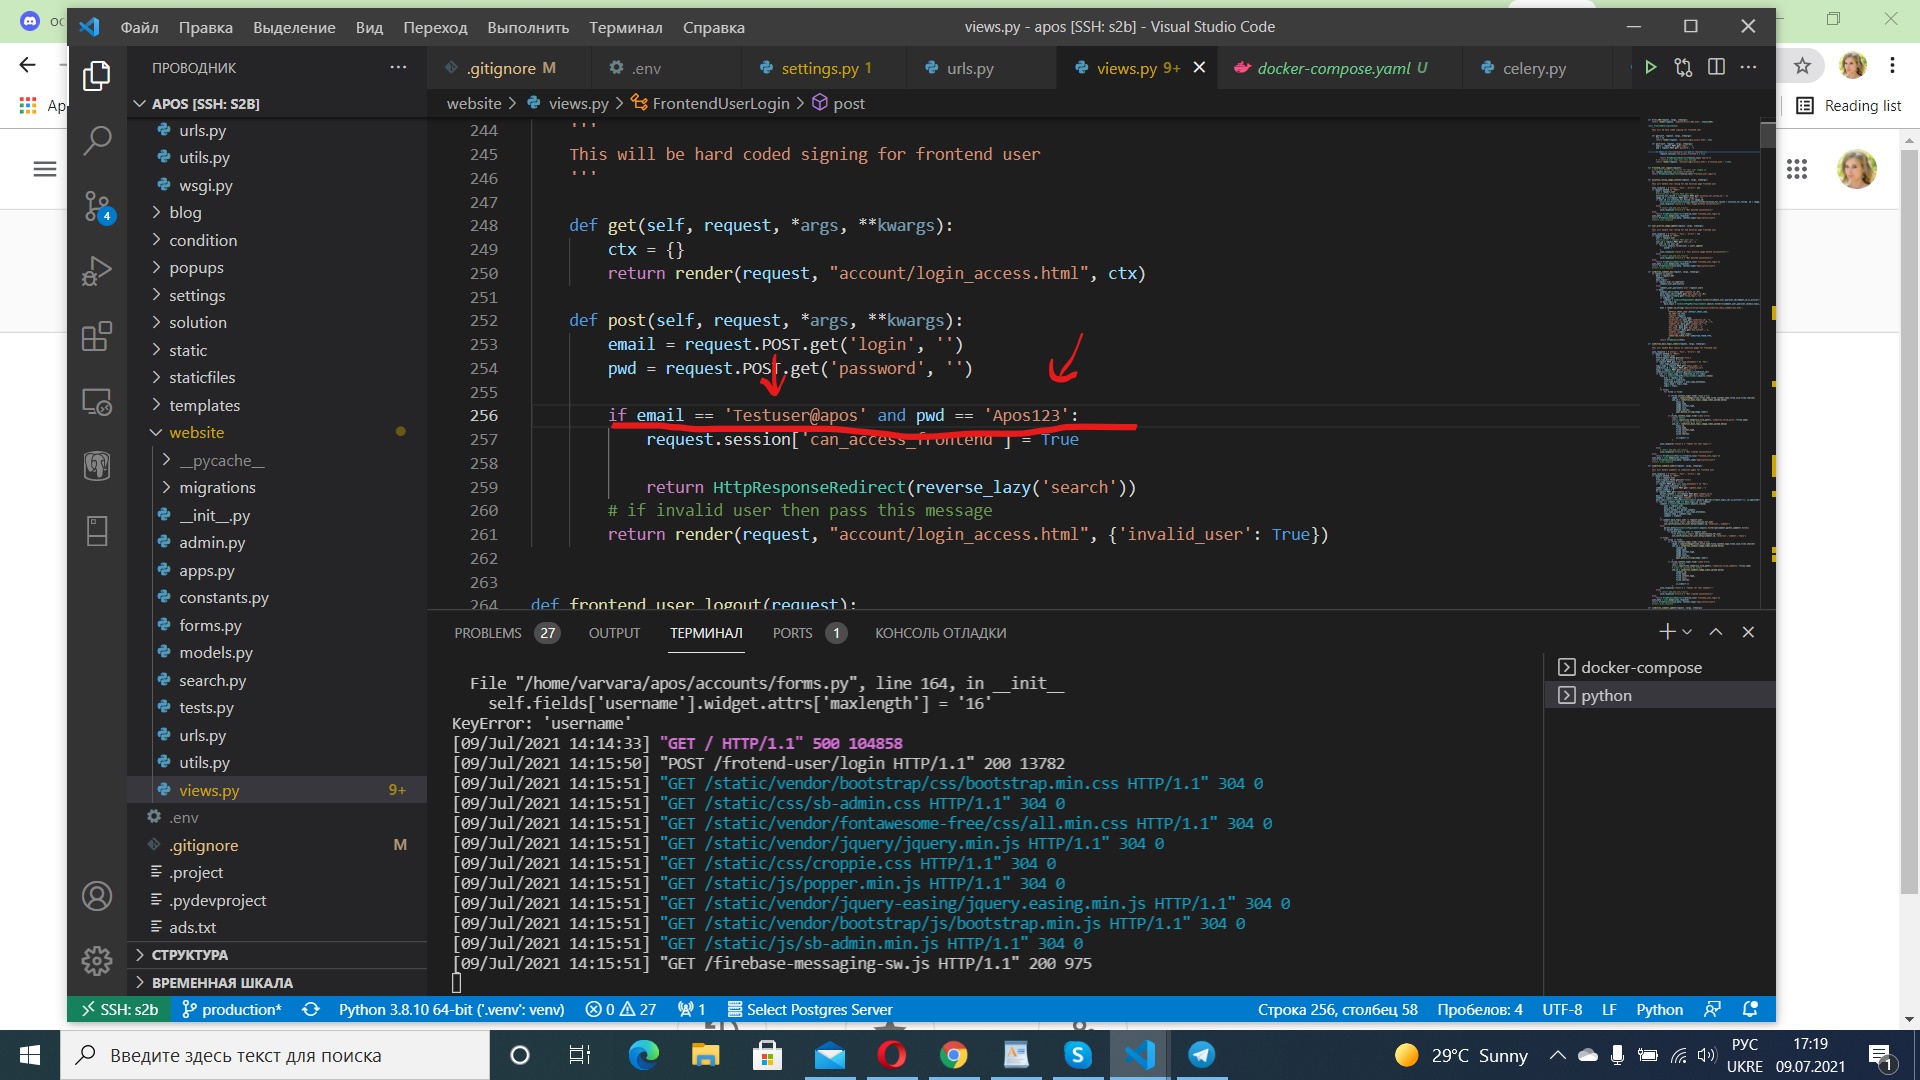 Файл Правка Выделение Вид Переход Выполнить Терминал Справка
views.py - apos [SSH: s2b] - Visual Studio Code
Reading list
ПРОВОДНИК
APOS [SSH: S2B]
urls.py
utils.py
wsgi.py
blog
condition
popups
settings
solution
static
staticfiles
templates
website
__pycache__
migrations
__init__.py
admin.py
apps.py
constants.py
forms.py
models.py
search.py
tests.py
urls.py
utils.py
views.py 9+
.env
.gitignore M
.project
.pydevproject
ads.txt
СТРУКТУРА
ВРЕМЕННАЯ ШКАЛА
4
.gitignore M .env settings.py 1 urls.py views.py 9+ docker-compose.yaml U celery.py
website > views.py > FrontendUserLogin > post
244 '''
245 This will be hard coded signing for frontend user
246 '''
247
248 def get(self, request, *args, **kwargs):
249 ctx = {}
250 return render(request, "account/login_access.html", ctx)
251
252 def post(self, request, *args, **kwargs):
253 email = request.POST.get('login', '')
254 pwd = request.POST.get('password', '')
255
256 if email == 'Testuser@apos' and pwd == 'Apos123':
257 request.session['can_access_frontend'] = True
258
259 return HttpResponseRedirect(reverse_lazy('search'))
260 # if invalid user then pass this message
261 return render(request, "account/login_access.html", {'invalid_user': True})
262
263
264 def frontend_user_logout(request):
PROBLEMS 27 OUTPUT ТЕРМИНАЛ PORTS 1 КОНСОЛЬ ОТЛАДКИ
docker-compose
python
File "/home/varvara/apos/accounts/forms.py", line 164, in __init__
self.fields['username'].widget.attrs['maxlength'] = '16'
KeyError: 'username'
[09/Jul/2021 14:14:33] "GET / HTTP/1.1" 500 104858
[09/Jul/2021 14:15:50] "POST /frotend-user/login HTTP/1.1" 200 13782
[09/Jul/2021 14:15:51] "GET /static/vendor/bootstrap/css/bootstrap.min.css HTTP/1.1" 304 0
[09/Jul/2021 14:15:51] "GET /static/css/sb-admin.css HTTP/1.1" 304 0
[09/Jul/2021 14:15:51] "GET /static/vendor/fontawesome-free/css/all.min.css HTTP/1.1" 304 0
[09/Jul/2021 14:15:51] "GET /static/vendor/jquery/jquery.min.js HTTP/1.1" 304 0
[09/Jul/2021 14:15:51] "GET /static/css/croppie.css HTTP/1.1" 304 0
[09/Jul/2021 14:15:51] "GET /static/js/popper.min.js HTTP/1.1" 304 0
[09/Jul/2021 14:15:51] "GET /static/vendor/jquery-easing/jquery.easing.min.js HTTP/1.1" 304 0
[09/Jul/2021 14:15:51] "GET /static/vendor/bootstrap/js/bootstrap.min.js HTTP/1.1" 304 0
[09/Jul/2021 14:15:51] "GET /static/js/sb-admin.min.js HTTP/1.1" 304 0
[09/Jul/2021 14:15:51] "GET /firebase-messaging-sw.js HTTP/1.1" 200 975
SSH: s2b production* Python 3.8.10 64-bit ('.venv': venv) 0 27 1 Select Postgres Server Строка 256, столбец 58 Пробелов: 4 UTF-8 LF Python
Введите здесь текст для поиска
29°C Sunny
РУС
UKRE
17:19
09.07.2021
1